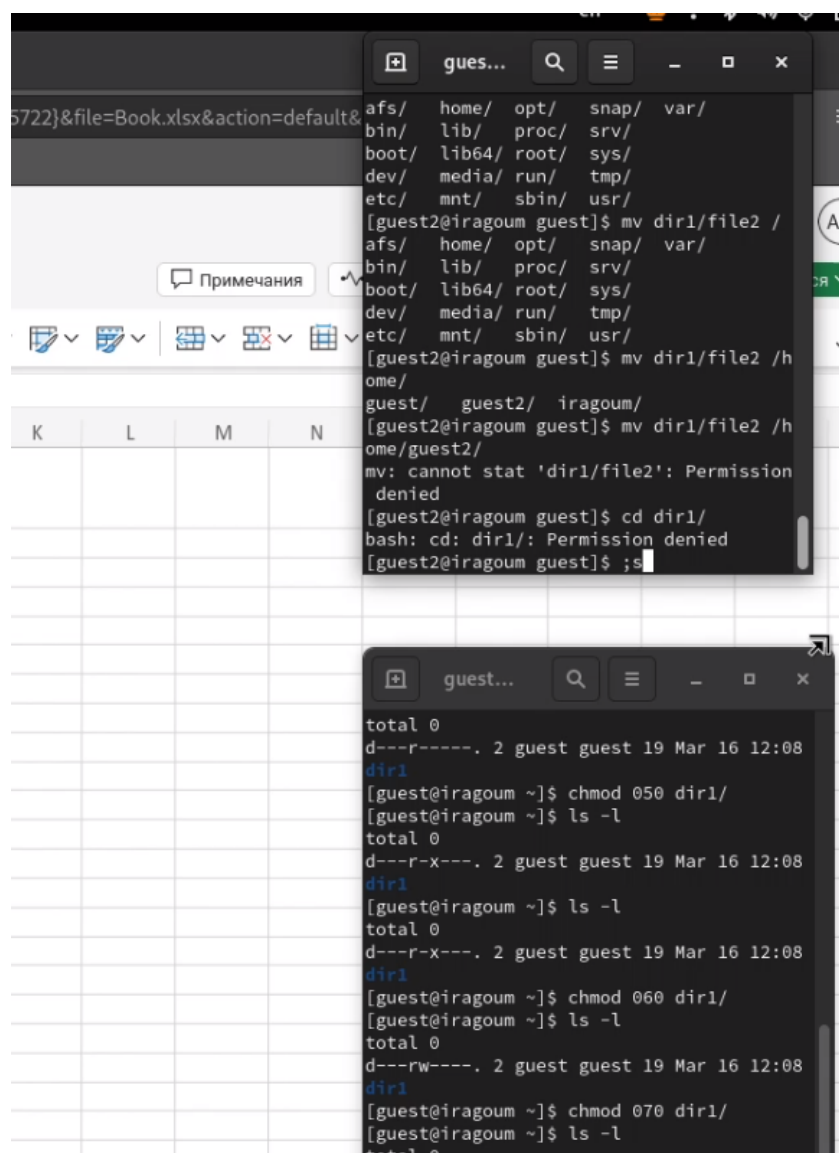 en
5722}&file=Book.xlsx&action=default&
Примечания
ся
A
K L M N
gues...
afs/ home/ opt/ snap/ var/
bin/ lib/ proc/ srv/
boot/ lib64/ root/ sys/
dev/ media/ run/ tmp/
etc/ mnt/ sbin/ usr/
[guest2@iragoum guest]$ mv dir1/file2 /
afs/ home/ opt/ snap/ var/
bin/ lib/ proc/ srv/
boot/ lib64/ root/ sys/
dev/ media/ run/ tmp/
etc/ mnt/ sbin/ usr/
[guest2@iragoum guest]$ mv dir1/file2 /h
ome/
guest/ guest2/ iragoum/
[guest2@iragoum guest]$ mv dir1/file2 /h
ome/guest2/
mv: cannot stat 'dir1/file2': Permission
denied
[guest2@iragoum guest]$ cd dir1/
bash: cd: dir1/: Permission denied
[guest2@iragoum guest]$ ;s
guest...
total 0
d---r-----. 2 guest guest 19 Mar 16 12:08
dir1
[guest@iragoum ~]$ chmod 050 dir1/
[guest@iragoum ~]$ ls -l
total 0
d---r-x---. 2 guest guest 19 Mar 16 12:08
dir1
[guest@iragoum ~]$ ls -l
total 0
d---r-x---. 2 guest guest 19 Mar 16 12:08
dir1
[guest@iragoum ~]$ chmod 060 dir1/
[guest@iragoum ~]$ ls -l
total 0
d---rw----. 2 guest guest 19 Mar 16 12:08
dir1
[guest@iragoum ~]$ chmod 070 dir1/
[guest@iragoum ~]$ ls -l
total 0